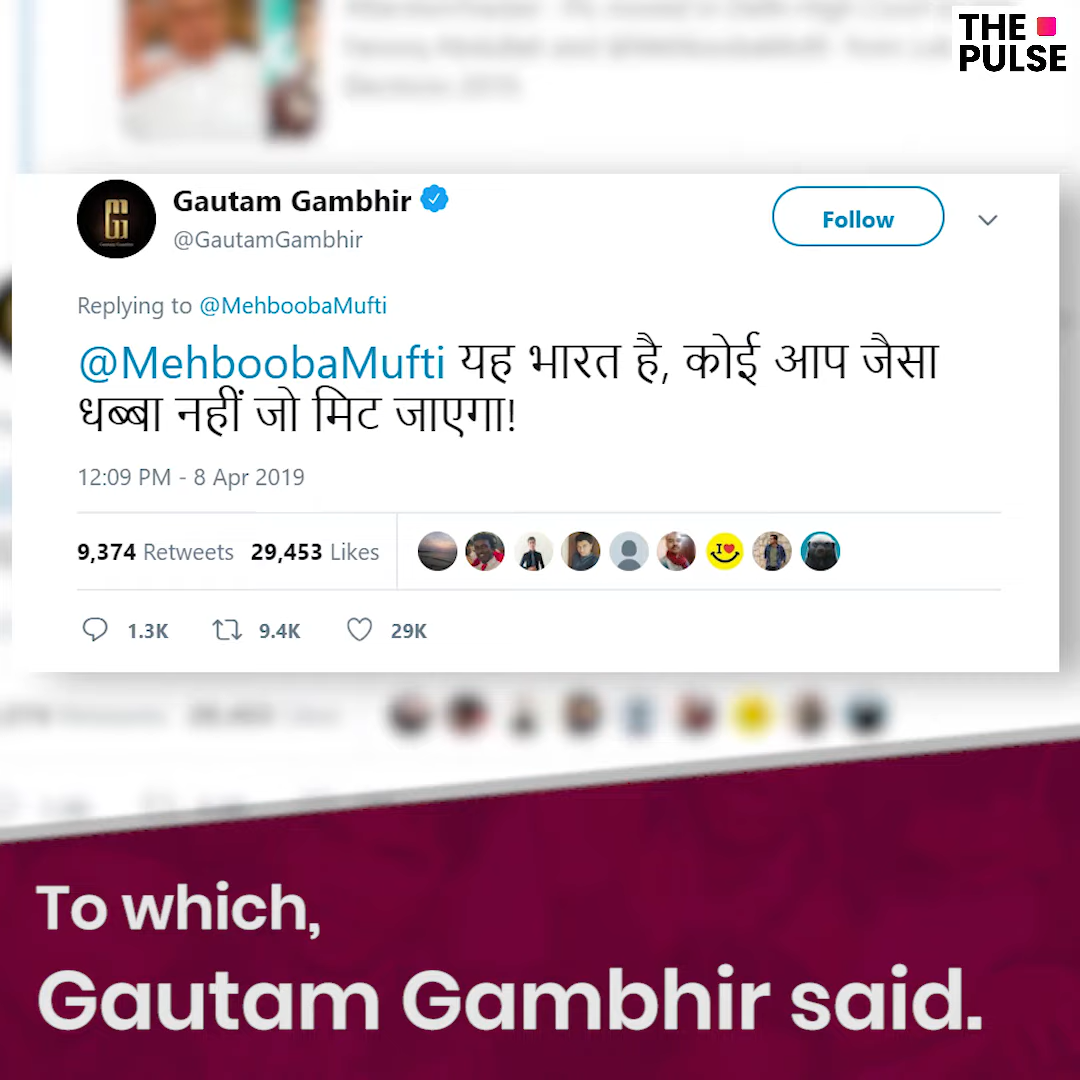 THE
PULSE
Gautam Gambhir
@GautamGambhir
Follow
Replying to @MehboobaMufti
@MehboobaMufti यह भारत है, कोई आप जैसा
धब्बा नहीं जो मिट जाएगा!
12:09 PM - 8 Apr 2019
9,374 Retweets 29,453 Likes
I
1.3K 9.4K 29K
To which,
Gautam Gambhir said.